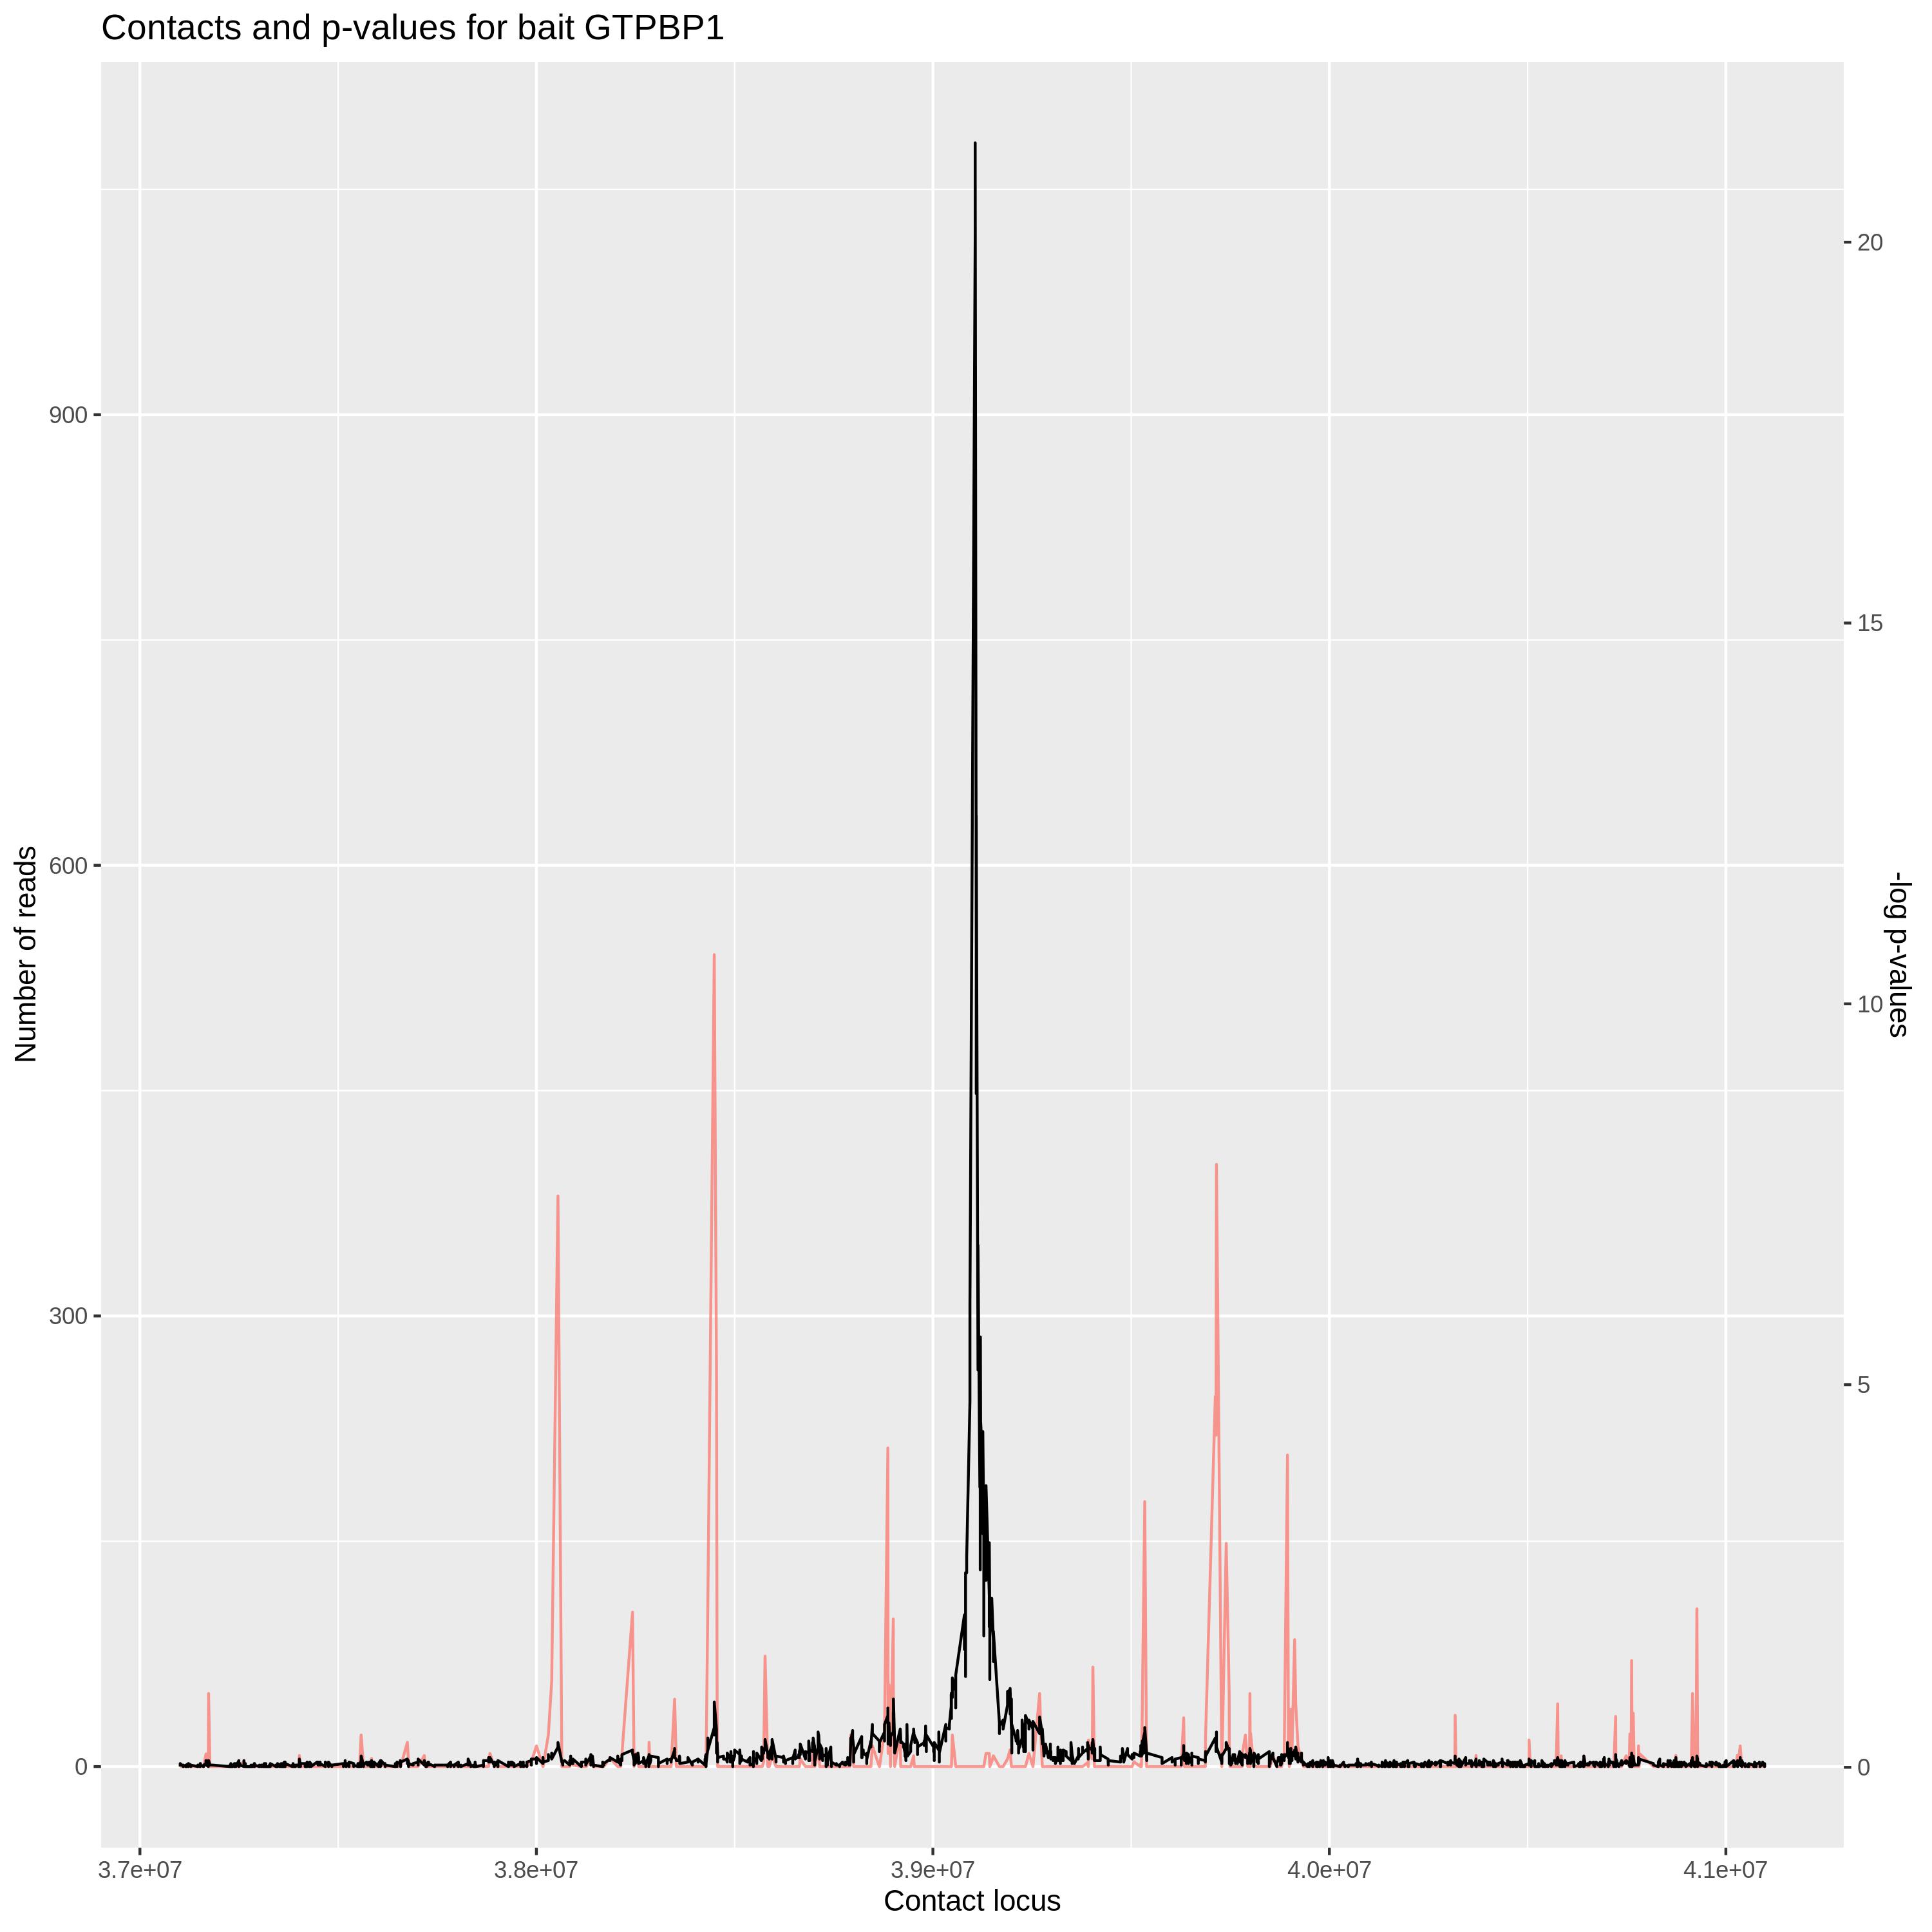 Contacts and p-values for bait GTPBP1
900
600
300
0
20
15
10
5
0
Number of reads
-log p-values
3.7e+07 3.8e+07 3.9e+07 4.0e+07 4.1e+07
Contact locus